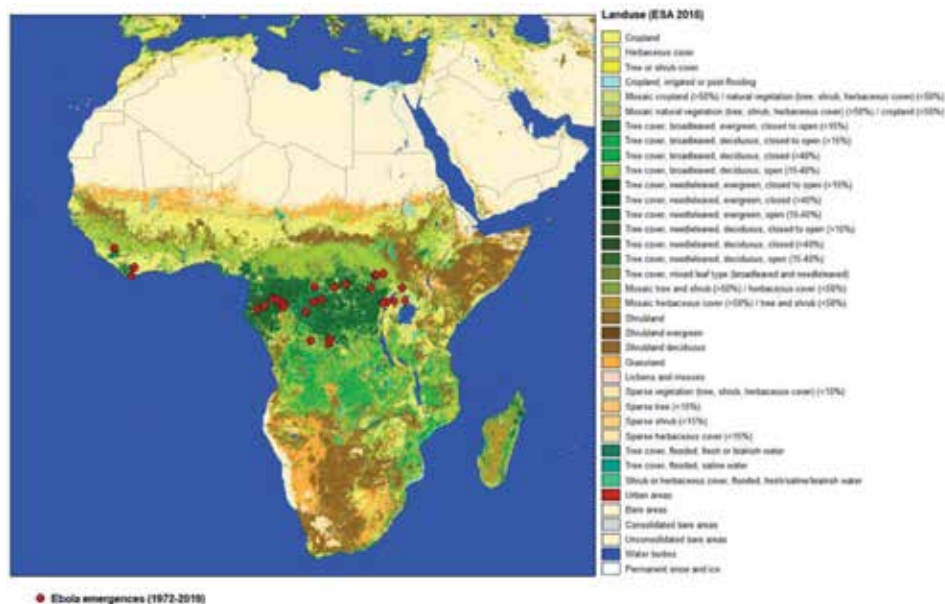 Landuse (ESA 2015)
Cropland
Herbaceous cover
Tree or shrub cover
Cropland, irrigated or post-flooding
Mosaic cropland (>50%) / natural vegetation (tree, shrub, herbaceous cover) (<50%)
Mosaic natural vegetation (tree, shrub, herbaceous cover) (>50%) / cropland (<50%)
Tree cover, broadleaved, evergreen, closed to open (>15%)
Tree cover, broadleaved, deciduous, closed to open (>15%)
Tree cover, broadleaved, deciduous, closed (>40%)
Tree cover, broadleaved, deciduous, open (15-40%)
Tree cover, needleleaved, evergreen, closed to open (>15%)
Tree cover, needleleaved, evergreen, closed (>40%)
Tree cover, needleleaved, evergreen, open (15-40%)
Tree cover, needleleaved, deciduous, closed to open (>15%)
Tree cover, needleleaved, deciduous, closed (>40%)
Tree cover, needleleaved, deciduous, open (15-40%)
Tree cover, mixed leaf type (broadleaved and needleleaved)
Mosaic tree and shrub (>50%) / herbaceous cover (<50%)
Mosaic herbaceous cover (>50%) / tree and shrub (<50%)
Shrubland
Shrubland evergreen
Shrubland deciduous
Grassland
Lichens and mosses
Sparse vegetation (tree, shrub, herbaceous cover) (<15%)
Sparse tree (<15%)
Sparse shrub (<15%)
Sparse herbaceous cover (<15%)
Tree cover, flooded, fresh or brakish water
Tree cover, flooded, saline water
Shrub or herbaceous cover, flooded, fresh/saline/brakish water
Urban areas
Bare areas
Consolidated bare areas
Unconsolidated bare areas
Water bodies
Permanent snow and ice
Ebola emergences (1972-2019)